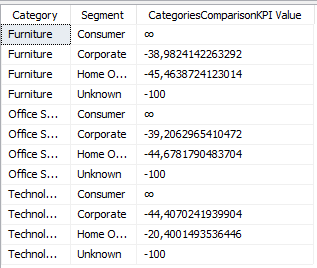 Category Segment CategoriesComparisonKPI Value
Furniture Consumer ∞
Furniture Corporate -38,9824142263292
Furniture Home O... -45,4638724123014
Furniture Unknown -100
Office S... Consumer ∞
Office S... Corporate -39,2062965410472
Office S... Home O... -44,6781790483704
Office S... Unknown -100
Technol... Consumer ∞
Technol... Corporate -44,4070241939904
Technol... Home O... -20,4001493536446
Technol... Unknown -100